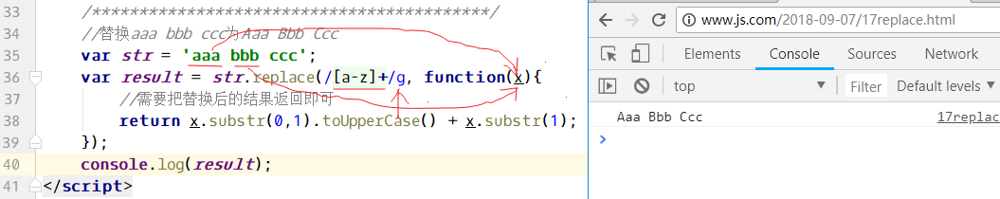 33 /******************************************/
34 //替换aaa bbb ccc为Aaa Bbb Ccc
35 var str = 'aaa bbb ccc';
36 var result = str.replace(/[a-z]+/g, function(x){
37 //需要把替换后的结果返回即可
38 return x.substr(0,1).toUpperCase() + x.substr(1);
39 });
40 console.log(result);
41 </script>
www.js.com/2018-09-07/17replace.html
Elements Console Sources Network
top Filter Default levels
Aaa Bbb Ccc 17replac